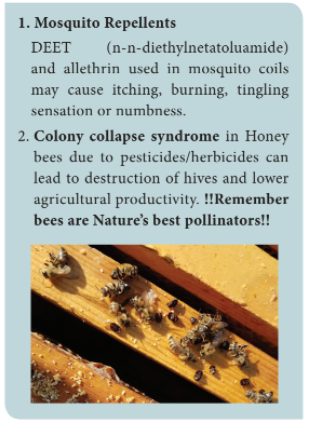 1. Mosquito Repellents
DEET (n-n-diethylnetatoluamide)
and allethrin used in mosquito coils
may cause itching, burning, tingling
sensation or numbness.
2. Colony collapse syndrome in Honey
bees due to pesticides/herbicides can
lead to destruction of hives and lower
agricultural productivity. !!Remember
bees are Nature's best pollinators!!